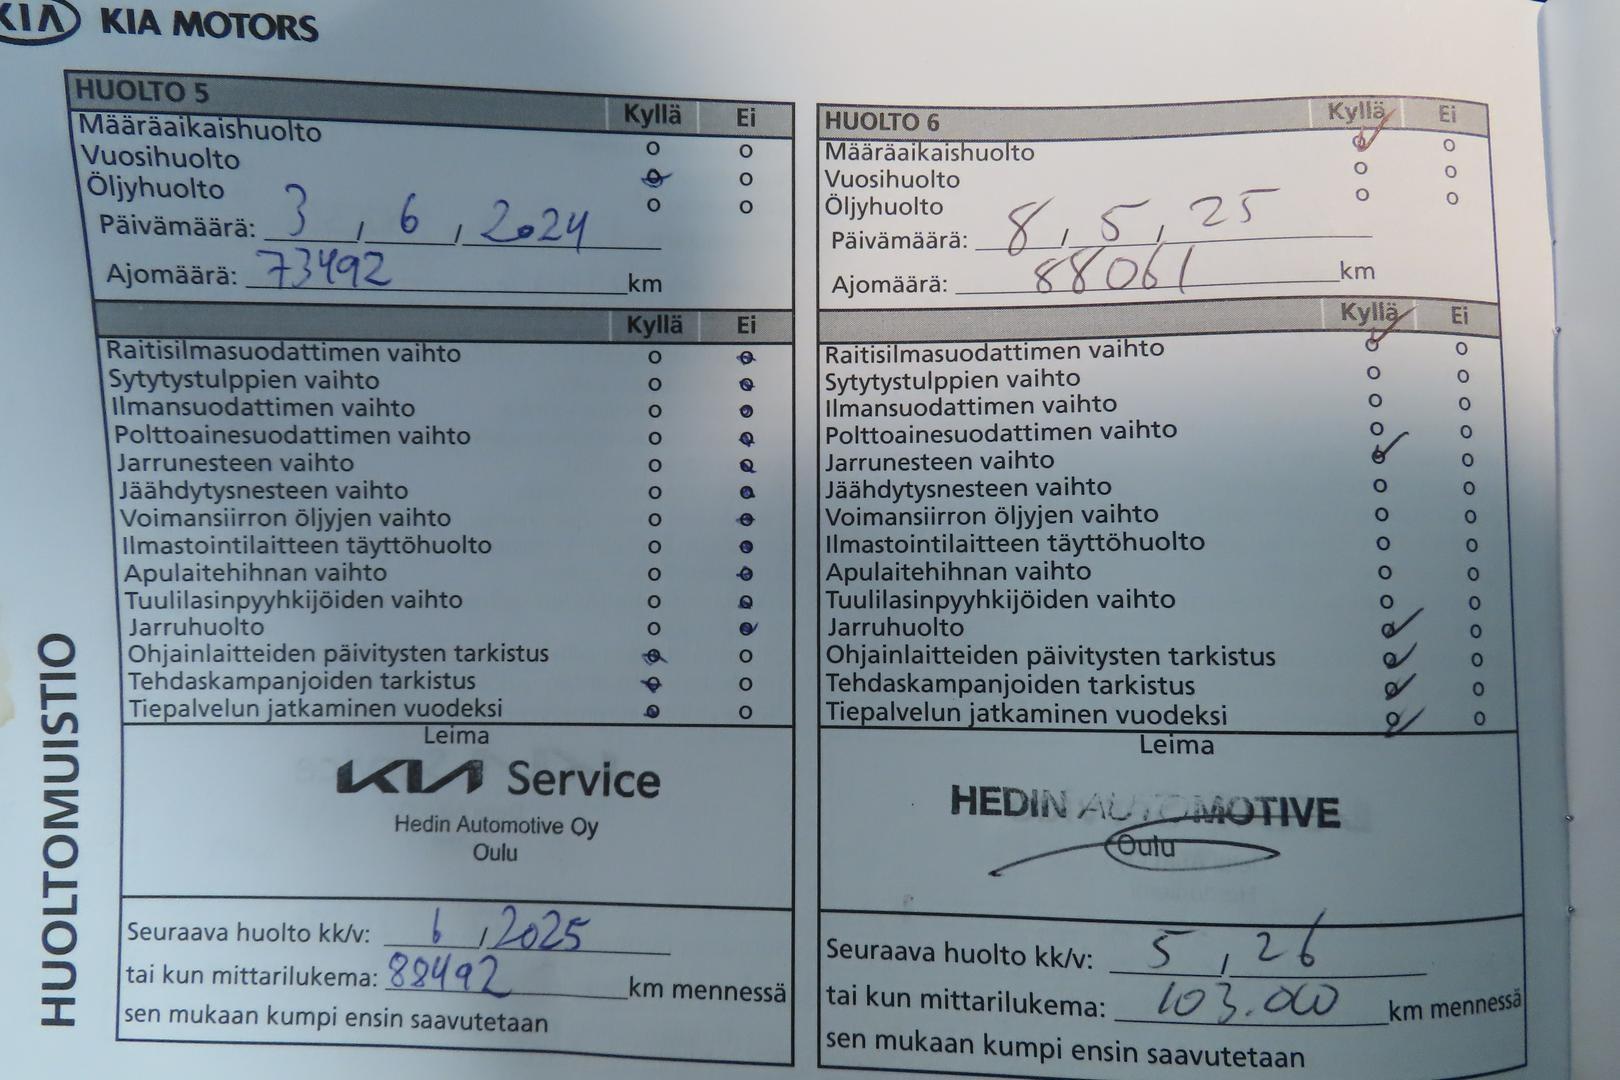 KIA KIA MOTORS
HUOLTOMUISTIO
HUOLTO 5 Kyllä Ei
Määräaikaishuolto
Vuosihuolto
Öljyhuolto
Päivämäärä: 3, 6, 2024
Ajomäärä: 73492 km
Kyllä Ei
Raitisilmasuodattimen vaihto
Sytytystulppien vaihto
Ilmansuodattimen vaihto
Polttoainesuodattimen vaihto
Jarrunesteen vaihto
Jäähdytysnesteen vaihto
Voimansiirron öljyjen vaihto
Ilmastointilaitteen täyttöhuolto
Apulaitehihnan vaihto
Tuulilasinpyyhkijöiden vaihto
Jarruhuolto
Ohjainlaitteiden päivitysten tarkistus
Tehdaskampanjoiden tarkistus
Tiepalvelun jatkaminen vuodeksi
Leima
KIA Service
Hedin Automotive Oy
Oulu
Seuraava huolto kk/v: 6, 2025
tai kun mittarilukema: 88492 km mennessä
sen mukaan kumpi ensin saavutetaan
HUOLTO 6 Kyllä Ei
Määräaikaishuolto
Vuosihuolto
Öljyhuolto
Päivämäärä: 8, 5, 25
Ajomäärä: 88061 km
Kyllä Ei
Raitisilmasuodattimen vaihto
Sytytystulppien vaihto
Ilmansuodattimen vaihto
Polttoainesuodattimen vaihto
Jarrunesteen vaihto
Jäähdytysnesteen vaihto
Voimansiirron öljyjen vaihto
Ilmastointilaitteen täyttöhuolto
Apulaitehihnan vaihto
Tuulilasinpyyhkijöiden vaihto
Jarruhuolto
Ohjainlaitteiden päivitysten tarkistus
Tehdaskampanjoiden tarkistus
Tiepalvelun jatkaminen vuodeksi
Leima
HEDIN AUTOMOTIVE
Oulu
Seuraava huolto kk/v: 5, 26
tai kun mittarilukema: 103.000 km mennessä
sen mukaan kumpi ensin saavutetaan